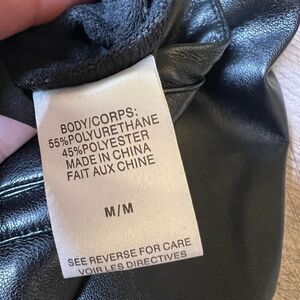 BODY/CORPS:
55%POLYURETHANE
45%POLYESTER
MADE IN CHINA
FAIT AUX CHINE
M/M
SEE REVERSE FOR CARE
VOIR LES DIRECTIVES